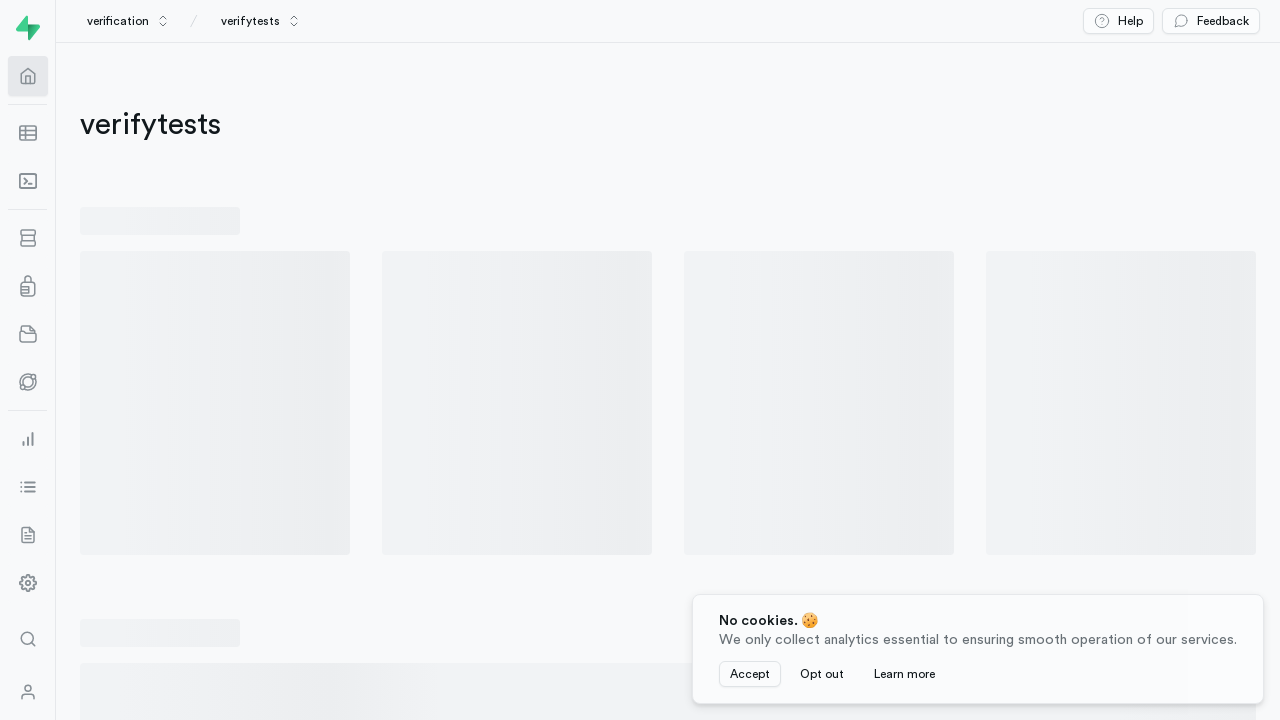 verification / verifytests
Help
Feedback
verifytests
No cookies. 🍪
We only collect analytics essential to ensuring smooth operation of our services.
Accept
Opt out
Learn more